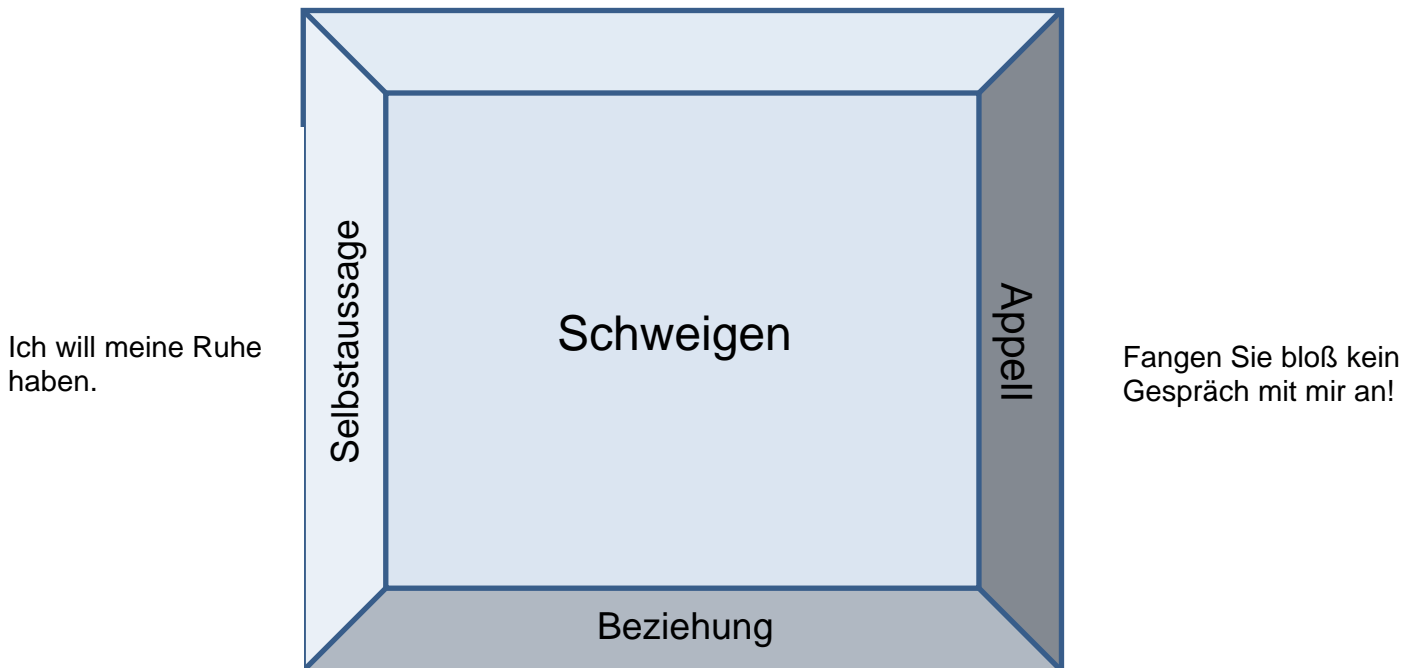 Ich will meine Ruhe
haben.
Selbstaussage
Schweigen
Appell
Fangen Sie bloß kein
Gespräch mit mir an!
Beziehung